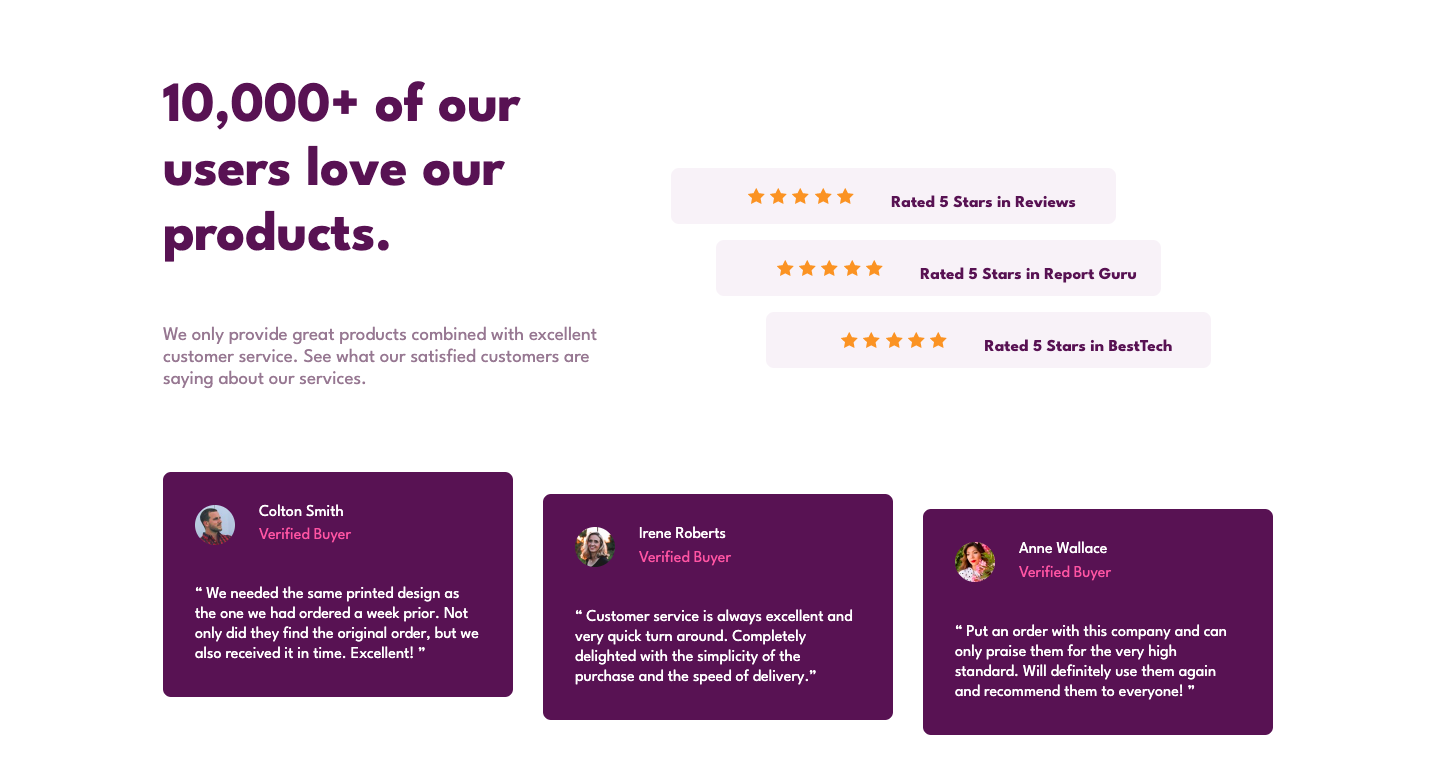 10,000+ of our
users love our
products.
We only provide great products combined with excellent
customer service. See what our satisfied customers are
saying about our services.
Rated 5 Stars in Reviews
Rated 5 Stars in Report Guru
Rated 5 Stars in BestTech
Colton Smith
Verified Buyer
“ We needed the same printed design as
the one we had ordered a week prior. Not
only did they find the original order, but we
also received it in time. Excellent! ”
Irene Roberts
Verified Buyer
“ Customer service is always excellent and
very quick turn around. Completely
delighted with the simplicity of the
purchase and the speed of delivery.”
Anne Wallace
Verified Buyer
“ Put an order with this company and can
only praise them for the very high
standard. Will definitely use them again
and recommend them to everyone! ”